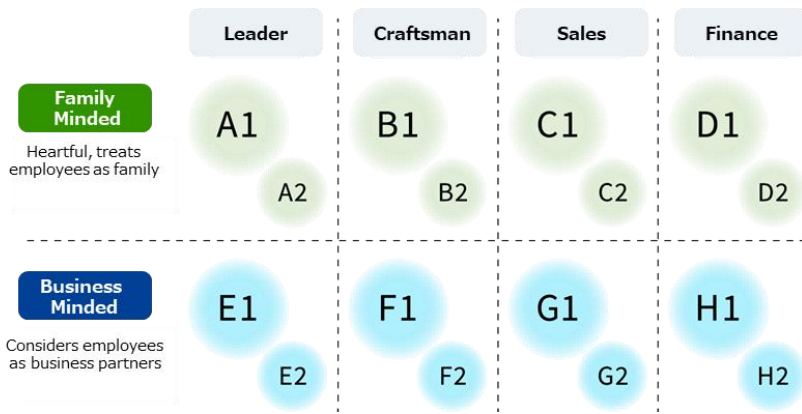 Leader
Craftsman
Sales
Finance
Family
Minded
Heartful, treats
employees as family
A1
A2
B1
B2
C1
C2
D1
D2
Business
Minded
Considers employees
as business partners
E1
E2
F1
F2
G1
G2
H1
H2